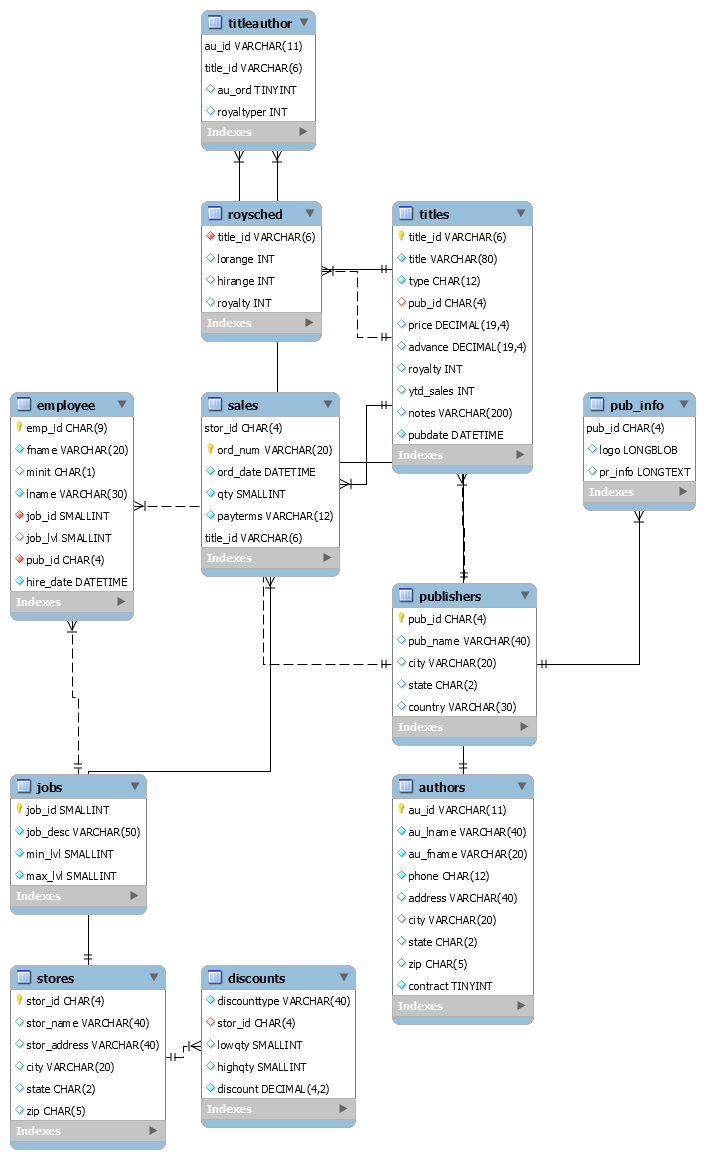 titleauthor
au_id VARCHAR(11)
title_id VARCHAR(6)
au_ord TINYINT
royaltyper INT
Indexes
roysched
title_id VARCHAR(6)
lorange INT
hirange INT
royalty INT
Indexes
titles
title_id VARCHAR(6)
title VARCHAR(80)
type CHAR(12)
pub_id CHAR(4)
price DECIMAL(19,4)
advance DECIMAL(19,4)
royalty INT
ytd_sales INT
notes VARCHAR(200)
pubdate DATETIME
Indexes
employee
emp_id CHAR(9)
fname VARCHAR(20)
minit CHAR(1)
lname VARCHAR(30)
job_id SMALLINT
job_lvl SMALLINT
pub_id CHAR(4)
hire_date DATETIME
Indexes
sales
stor_id CHAR(4)
ord_num VARCHAR(20)
ord_date DATETIME
qty SMALLINT
payterms VARCHAR(12)
title_id VARCHAR(6)
Indexes
pub_info
pub_id CHAR(4)
logo LONGBLOB
pr_info LONGTEXT
Indexes
publishers
pub_id CHAR(4)
pub_name VARCHAR(40)
city VARCHAR(20)
state CHAR(2)
country VARCHAR(30)
Indexes
jobs
job_id SMALLINT
job_desc VARCHAR(50)
min_lvl SMALLINT
max_lvl SMALLINT
Indexes
authors
au_id VARCHAR(11)
au_lname VARCHAR(40)
au_fname VARCHAR(20)
phone CHAR(12)
address VARCHAR(40)
city VARCHAR(20)
state CHAR(2)
zip CHAR(5)
contract TINYINT
Indexes
stores
stor_id CHAR(4)
stor_name VARCHAR(40)
stor_address VARCHAR(40)
city VARCHAR(20)
state CHAR(2)
zip CHAR(5)
Indexes
discounts
discounttype VARCHAR(40)
stor_id CHAR(4)
lowqty SMALLINT
highqty SMALLINT
discount DECIMAL(4,2)
Indexes